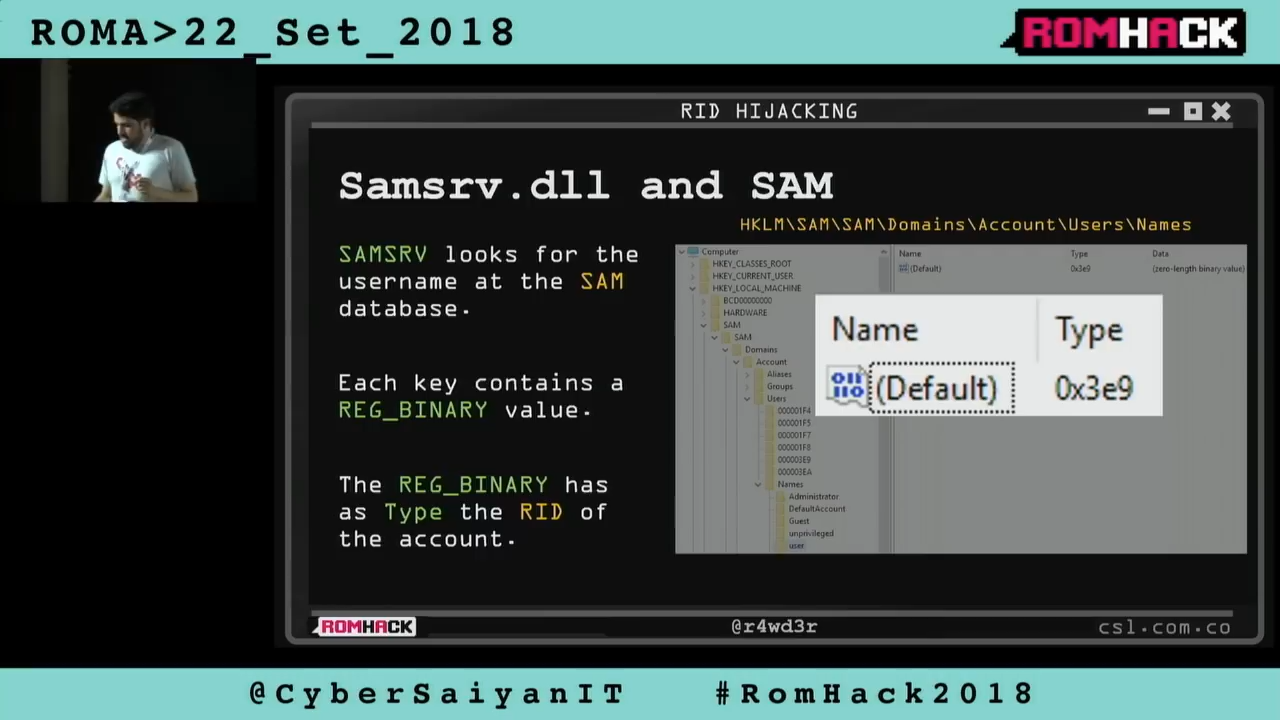 ROMA>22_Set_2018
ROMHACK
RID HIJACKING
Samsrv.dll and SAM
HKLM\SAM\SAM\Domains\Account\Users\Names
SAMSRV looks for the
username at the SAM
database.
Each key contains a
REG_BINARY value.
The REG_BINARY has
as Type the RID of
the account.
Computer
HKEY_CLASSES_ROOT
HKEY_CURRENT_USER
HKEY_LOCAL_MACHINE
BCD00000000
HARDWARE
SAM
SAM
Domains
Account
Aliases
Groups
Users
000001F4
000001F5
000001F7
000001F8
000003E9
000003EA
Names
Administrator
DefaultAccount
Guest
unprivileged
user
Name Type Data
(Default) 0x3e9 (zero-length binary value)
Name Type
(Default) 0x3e9
ROMHACK
@r4wd3r
csl.com.co
@CyberSaiyanIT #RomHack2018